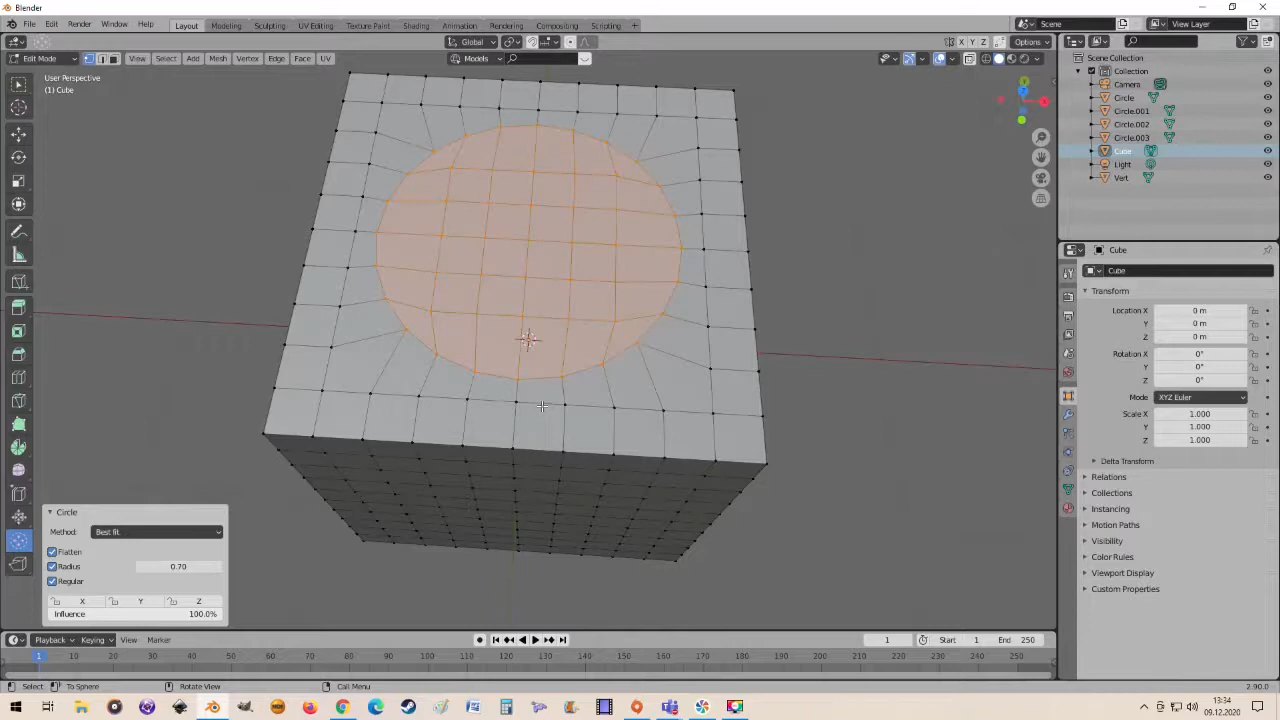 Blender
File Edit Render Window Help Layout Modeling Sculpting UV Editing Texture Paint Shading Animation Rendering Compositing Scripting + Scene View Layer
Global X Y Z Options
Edit Mode View Select Add Mesh Vertex Edge Face UV Models
User Perspective
(1) Cube
Scene Collection
Collection
Camera
Circle
Circle.001
Circle.002
Circle.003
Cube
Light
Vert
Cube
Cube
Transform
Location X 0 m
Y 0 m
Z 0 m
Rotation X 0°
Y 0°
Z 0°
Mode XYZ Euler
Scale X 1.000
Y 1.000
Z 1.000
Delta Transform
Relations
Collections
Instancing
Motion Paths
Visibility
Color Rules
Viewport Display
Custom Properties
Circle
Method: Best fit
Flatten
Radius 0.70
Regular
X Y Z
Influence 100.0%
Playback Keying View Marker 1 Start 1 End 250
1 10 20 30 40 50 60 70 80 90 100 110 120 130 140 150 160 170 180 190 200 210 220 230 240 250
Select To Sphere Rotate View Call Menu 2.90.0
13:34
09.12.2020